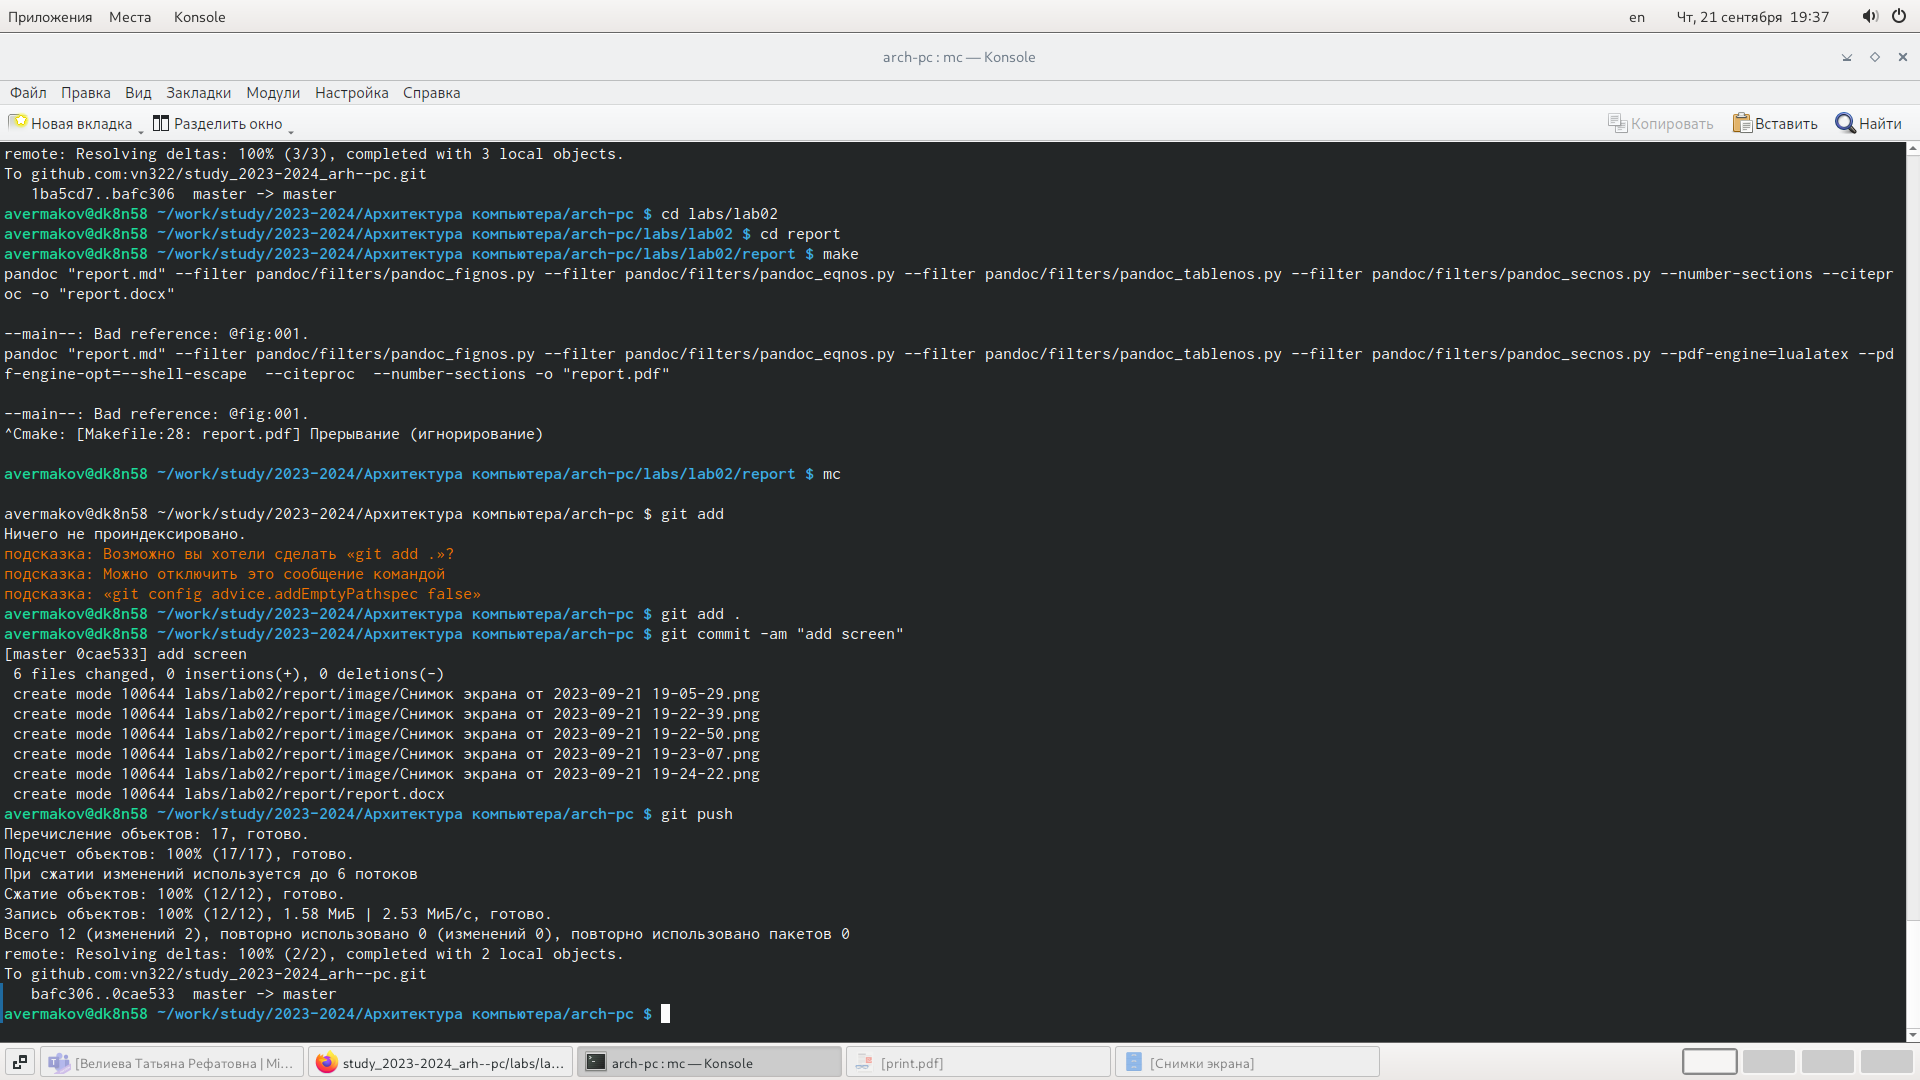 Приложения Места Konsole en Чт, 21 сентября 19:37
arch-pc : mc — Konsole
Файл Правка Вид Закладки Модули Настройка Справка
Новая вкладка Разделить окно Копировать Вставить Найти
remote: Resolving deltas: 100% (3/3), completed with 3 local objects.
To github.com:vn322/study_2023-2024_arh--pc.git
   1ba5cd7..bafc306  master -> master
avermakov@dk8n58 ~/work/study/2023-2024/Архитектура компьютера/arch-pc $ cd labs/lab02
avermakov@dk8n58 ~/work/study/2023-2024/Архитектура компьютера/arch-pc/labs/lab02 $ cd report
avermakov@dk8n58 ~/work/study/2023-2024/Архитектура компьютера/arch-pc/labs/lab02/report $ make
pandoc "report.md" --filter pandoc/filters/pandoc_fignos.py --filter pandoc/filters/pandoc_eqnos.py --filter pandoc/filters/pandoc_tablenos.py --filter pandoc/filters/pandoc_secnos.py --number-sections --citepr
oc -o "report.docx"
--main--: Bad reference: @fig:001.
pandoc "report.md" --filter pandoc/filters/pandoc_fignos.py --filter pandoc/filters/pandoc_eqnos.py --filter pandoc/filters/pandoc_tablenos.py --filter pandoc/filters/pandoc_secnos.py --pdf-engine=lualatex --pd
f-engine-opt=--shell-escape  --citeproc  --number-sections -o "report.pdf"
--main--: Bad reference: @fig:001.
^Cmake: [Makefile:28: report.pdf] Прерывание (игнорирование)
avermakov@dk8n58 ~/work/study/2023-2024/Архитектура компьютера/arch-pc/labs/lab02/report $ mc
avermakov@dk8n58 ~/work/study/2023-2024/Архитектура компьютера/arch-pc $ git add
Ничего не проиндексировано.
подсказка: Возможно вы хотели сделать «git add .»?
подсказка: Можно отключить это сообщение командой
подсказка: «git config advice.addEmptyPathspec false»
avermakov@dk8n58 ~/work/study/2023-2024/Архитектура компьютера/arch-pc $ git add .
avermakov@dk8n58 ~/work/study/2023-2024/Архитектура компьютера/arch-pc $ git commit -am "add screen"
[master 0cae533] add screen
 6 files changed, 0 insertions(+), 0 deletions(-)
 create mode 100644 labs/lab02/report/image/Снимок экрана от 2023-09-21 19-05-29.png
 create mode 100644 labs/lab02/report/image/Снимок экрана от 2023-09-21 19-22-39.png
 create mode 100644 labs/lab02/report/image/Снимок экрана от 2023-09-21 19-22-50.png
 create mode 100644 labs/lab02/report/image/Снимок экрана от 2023-09-21 19-23-07.png
 create mode 100644 labs/lab02/report/image/Снимок экрана от 2023-09-21 19-24-22.png
 create mode 100644 labs/lab02/report/report.docx
avermakov@dk8n58 ~/work/study/2023-2024/Архитектура компьютера/arch-pc $ git push
Перечисление объектов: 17, готово.
Подсчет объектов: 100% (17/17), готово.
При сжатии изменений используется до 6 потоков
Сжатие объектов: 100% (12/12), готово.
Запись объектов: 100% (12/12), 1.58 МиБ | 2.53 МиБ/с, готово.
Всего 12 (изменений 2), повторно использовано 0 (изменений 0), повторно использовано пакетов 0
remote: Resolving deltas: 100% (2/2), completed with 2 local objects.
To github.com:vn322/study_2023-2024_arh--pc.git
   bafc306..0cae533  master -> master
avermakov@dk8n58 ~/work/study/2023-2024/Архитектура компьютера/arch-pc $
[Велиева Татьяна Рефатовна | Mi... study_2023-2024_arh--pc/labs/la... arch-pc : mc — Konsole [print.pdf] [Снимки экрана]